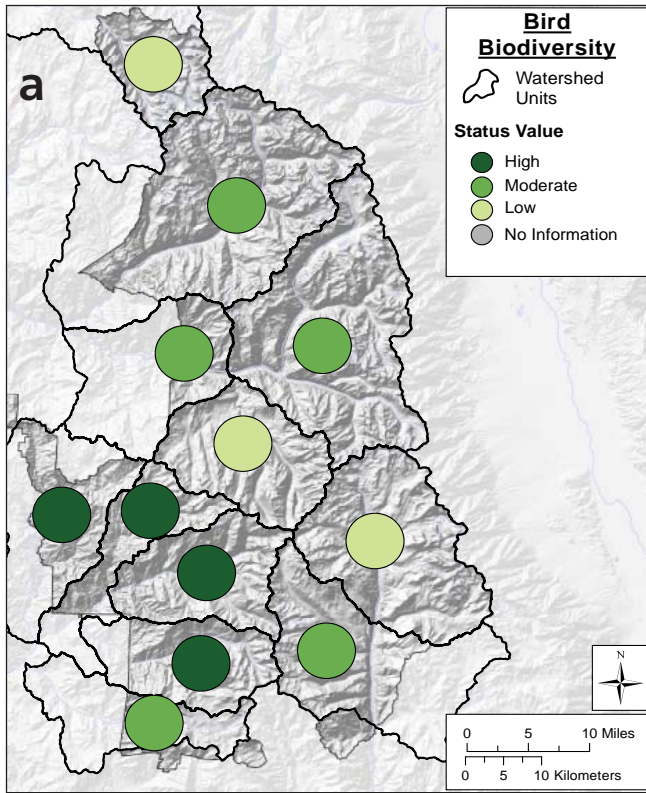 a
Bird
Biodiversity
Watershed
Units
Status Value
High
Moderate
Low
No Information
N
0 5 10 Miles
0 5 10 Kilometers